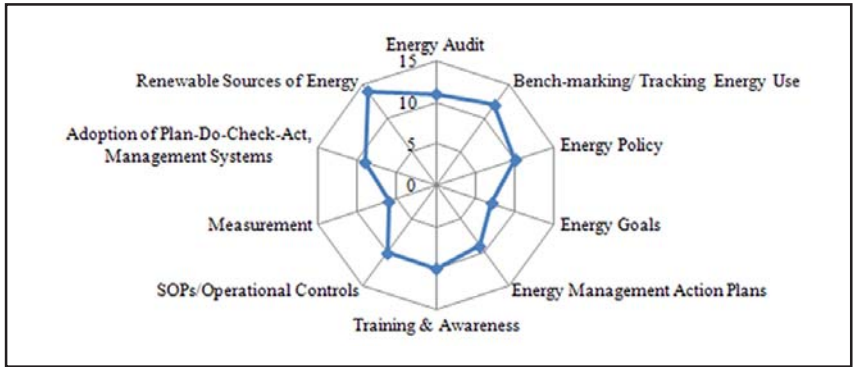 Energy Audit
15
Renewable Sources of Energy
Bench-marking/ Tracking Energy Use
10
Adoption of Plan-Do-Check-Act,
Management Systems
5
Energy Policy
0
Measurement
Energy Goals
SOPs/Operational Controls
Energy Management Action Plans
Training & Awareness